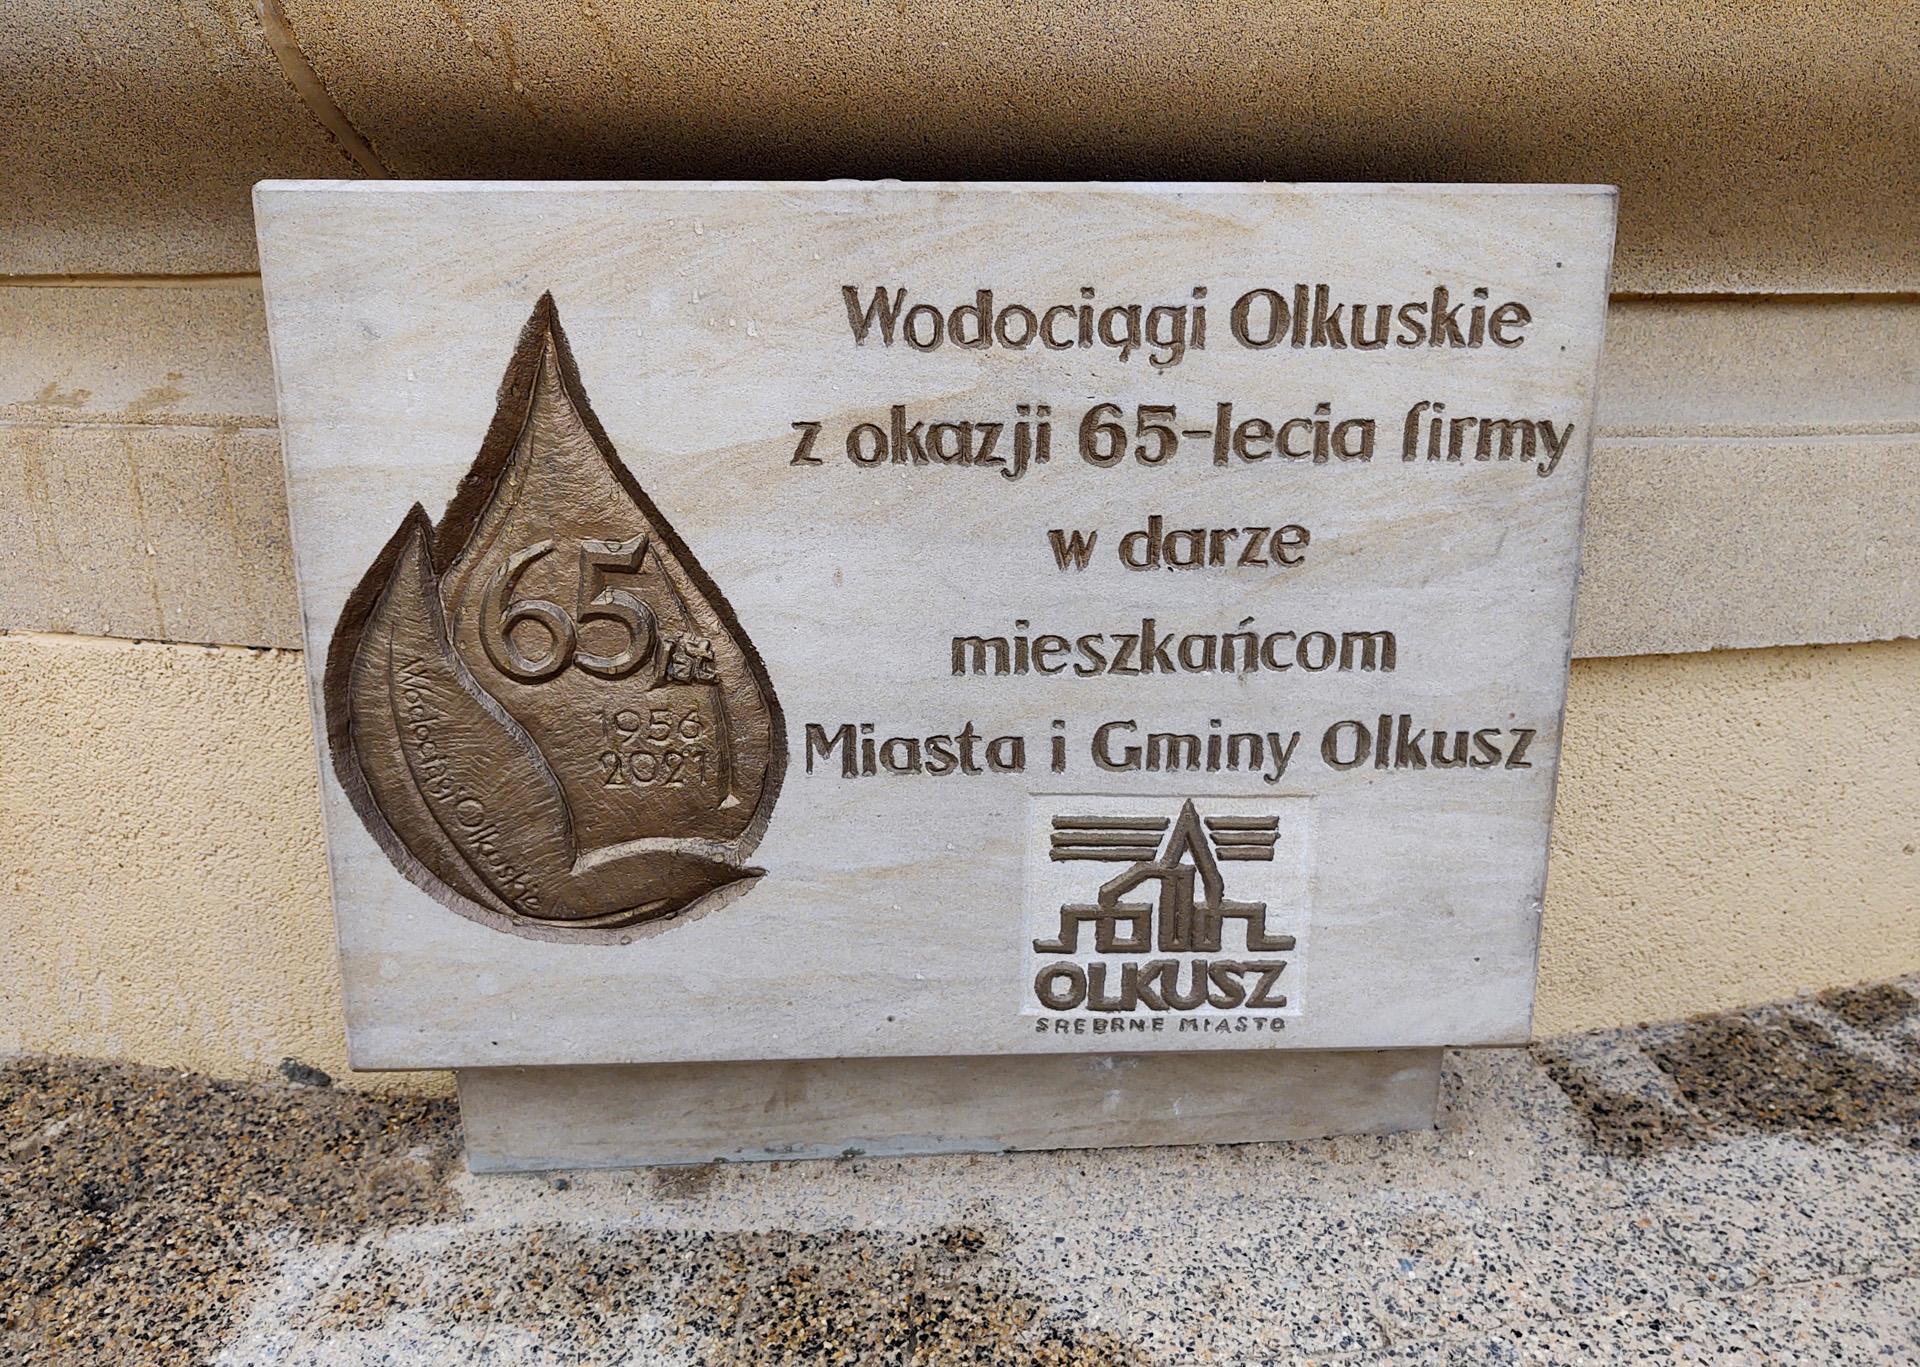 65 lat
1956
2021
Wodociągi Olkuskie
Wodociągi Olkuskie
z okazji 65-lecia firmy
w darze
mieszkańcom
Miasta i Gminy Olkusz
OLKUSZ
SREBRNE MIASTO